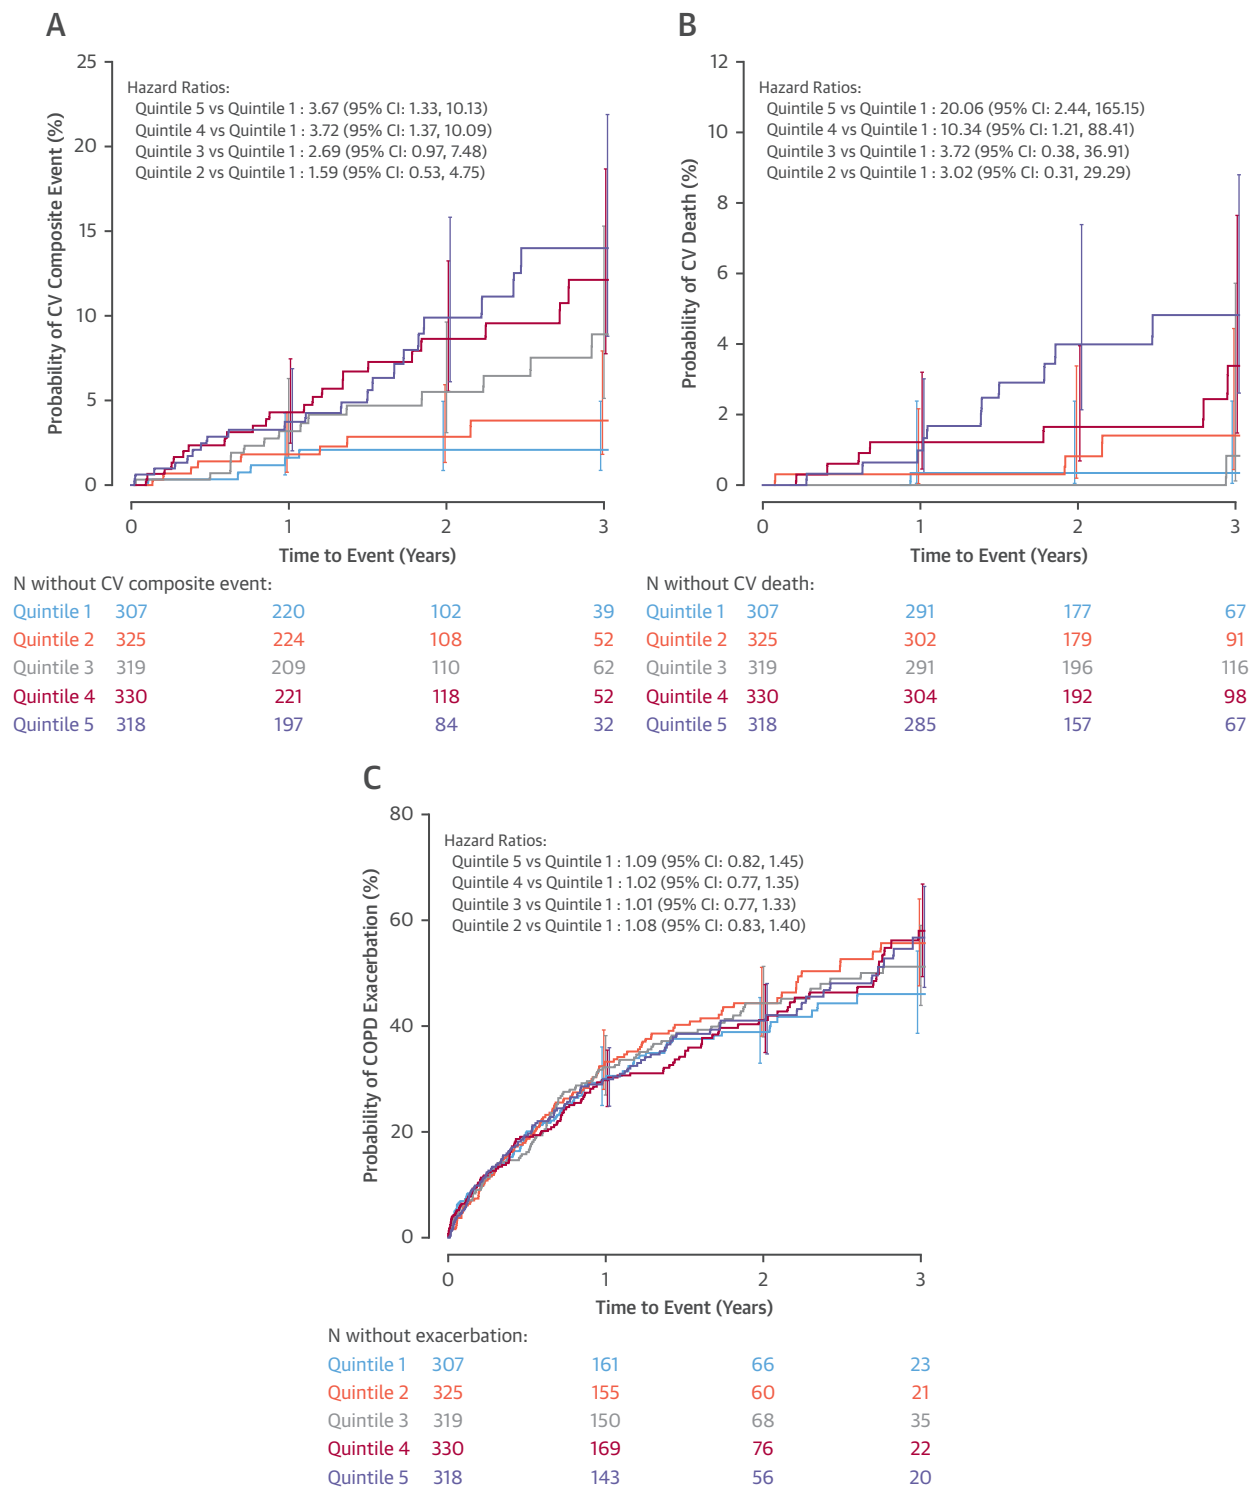 A
Probability of CV Composite Event (%)
25
20
15
10
5
0
Hazard Ratios:
Quintile 5 vs Quintile 1 : 3.67 (95% CI: 1.33, 10.13)
Quintile 4 vs Quintile 1 : 3.72 (95% CI: 1.37, 10.09)
Quintile 3 vs Quintile 1 : 2.69 (95% CI: 0.97, 7.48)
Quintile 2 vs Quintile 1 : 1.59 (95% CI: 0.53, 4.75)
0 1 2 3
Time to Event (Years)
N without CV composite event:
Quintile 1 307 220 102 39
Quintile 2 325 224 108 52
Quintile 3 319 209 110 62
Quintile 4 330 221 118 52
Quintile 5 318 197 84 32
B
Probability of CV Death (%)
12
10
8
6
4
2
0
Hazard Ratios:
Quintile 5 vs Quintile 1 : 20.06 (95% CI: 2.44, 165.15)
Quintile 4 vs Quintile 1 : 10.34 (95% CI: 1.21, 88.41)
Quintile 3 vs Quintile 1 : 3.72 (95% CI: 0.38, 36.91)
Quintile 2 vs Quintile 1 : 3.02 (95% CI: 0.31, 29.29)
0 1 2 3
Time to Event (Years)
N without CV death:
Quintile 1 307 291 177 67
Quintile 2 325 302 179 91
Quintile 3 319 291 196 116
Quintile 4 330 304 192 98
Quintile 5 318 285 157 67
C
Probability of COPD Exacerbation (%)
80
60
40
20
0
Hazard Ratios:
Quintile 5 vs Quintile 1 : 1.09 (95% CI: 0.82, 1.45)
Quintile 4 vs Quintile 1 : 1.02 (95% CI: 0.77, 1.35)
Quintile 3 vs Quintile 1 : 1.01 (95% CI: 0.77, 1.33)
Quintile 2 vs Quintile 1 : 1.08 (95% CI: 0.83, 1.40)
0 1 2 3
Time to Event (Years)
N without exacerbation:
Quintile 1 307 161 66 23
Quintile 2 325 155 60 21
Quintile 3 319 150 68 35
Quintile 4 330 169 76 22
Quintile 5 318 143 56 20